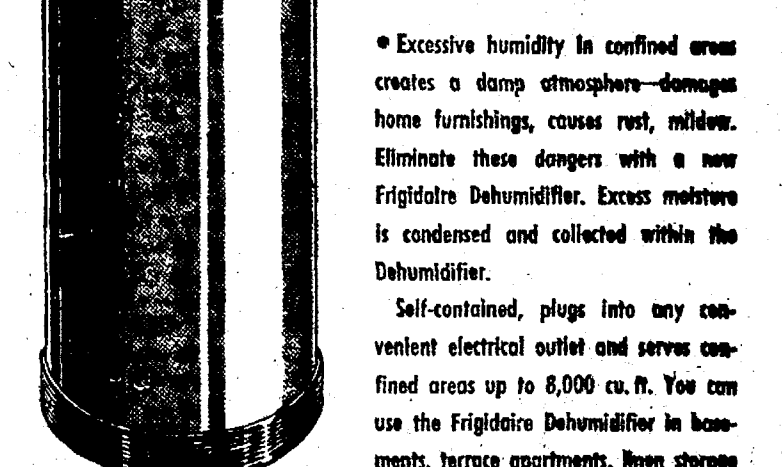 • Excessive humidity in confined areas
creates a damp atmosphere—damages
home furnishings, causes rust, mildew.
Eliminate these dangers with a new
Frigidaire Dehumidifier. Excess moisture
is condensed and collected within the
Dehumidifier.
Self-contained, plugs into any con-
venient electrical outlet and serves con-
fined areas up to 8,000 cu. ft. You can
use the Frigidaire Dehumidifier in base-
ments, terrace apartments, linen storage